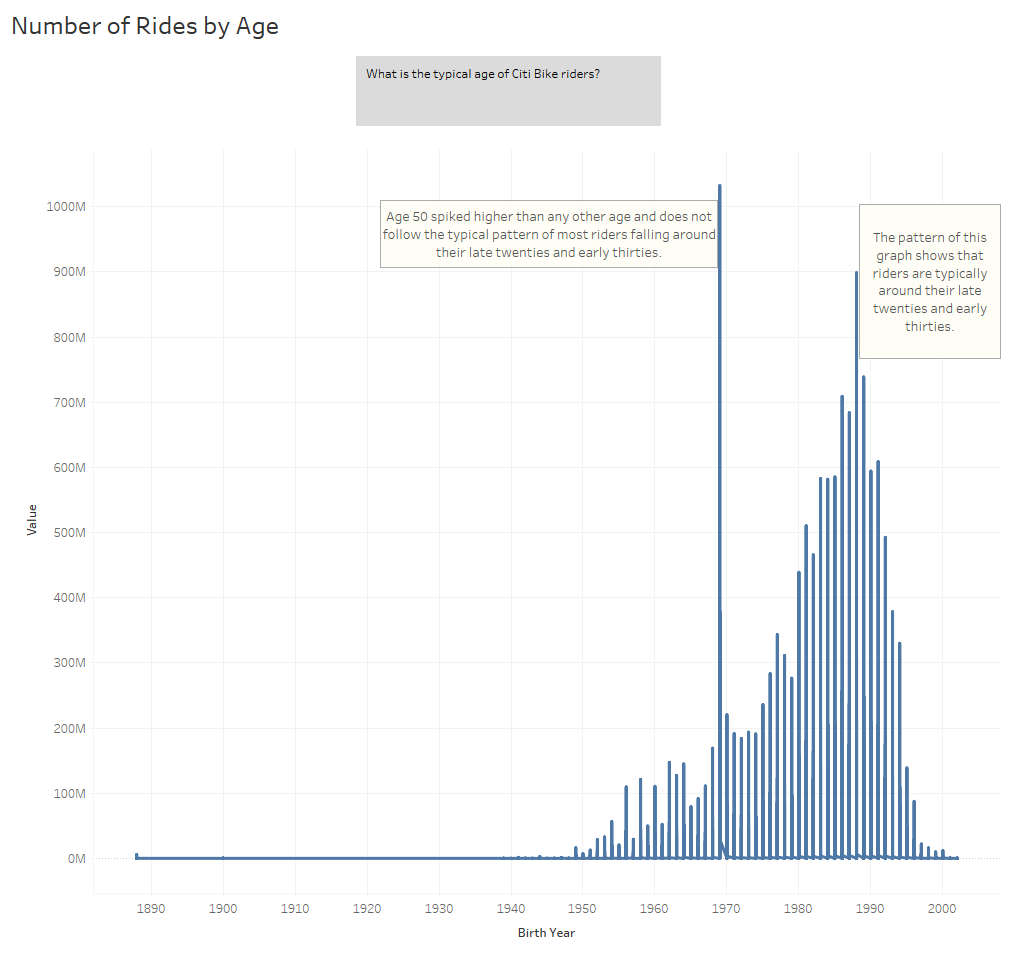 Number of Rides by Age
What is the typical age of Citi Bike riders?
Age 50 spiked higher than any other age and does not
follow the typical pattern of most riders falling around
their late twenties and early thirties.
The pattern of this
graph shows that
riders are typically
around their late
twenties and early
thirties.
1000M
900M
800M
700M
600M
500M
400M
300M
200M
100M
0M
Value
1890 1900 1910 1920 1930 1940 1950 1960 1970 1980 1990 2000
Birth Year